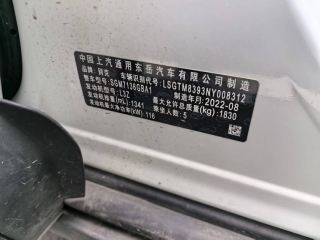 中国上汽通用东岳汽车有限公司制造
品牌：别克 车辆识别代号：LSGTM8393NY008312
整车型号：SGM7136GBA1 制造年月：2022-08
发动机型号：LIZ 最大允许总质量(kg)：1830
发动机排量(mL)：1341 乘坐人数：5
发动机最大净功率(kW)：116